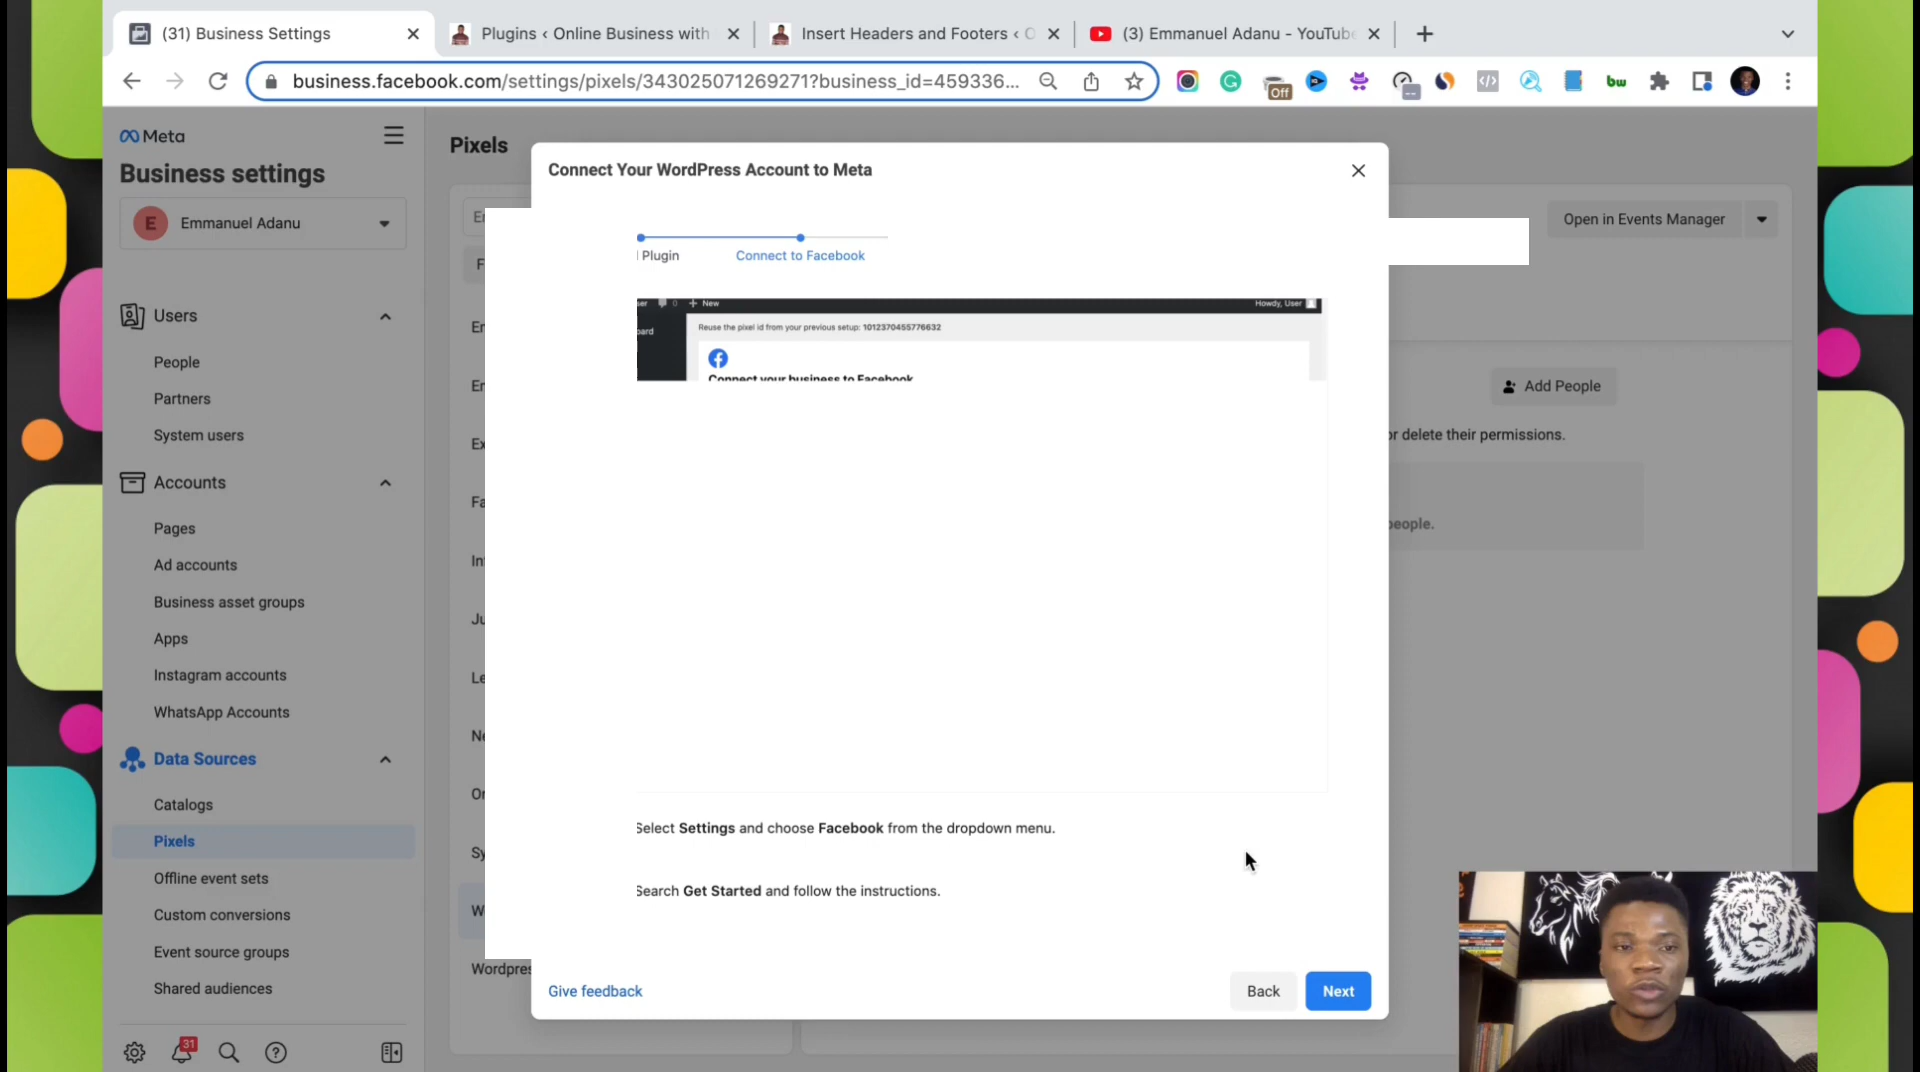 (31) Business Settings
Plugins ‹ Online Business with
Insert Headers and Footers ‹ O
(3) Emmanuel Adanu - YouTube
business.facebook.com/settings/pixels/343025071269271?business_id=459336...
Off
bw
Meta
Business settings
E
Emmanuel Adanu
Users
People
Partners
System users
Accounts
Pages
Ad accounts
Business asset groups
Apps
Instagram accounts
WhatsApp Accounts
Data Sources
Catalogs
Pixels
Offline event sets
Custom conversions
Event source groups
Shared audiences
31
Pixels
Wordpres
Open in Events Manager
Add People
or delete their permissions.
people.
Connect Your WordPress Account to Meta
Plugin
Connect to Facebook
ser
0
New
Howdy, User
oard
Reuse the pixel id from your previous setup: 1012370455776632
Connect your business to Facebook
Select Settings and choose Facebook from the dropdown menu.
Search Get Started and follow the instructions.
Give feedback
Back
Next